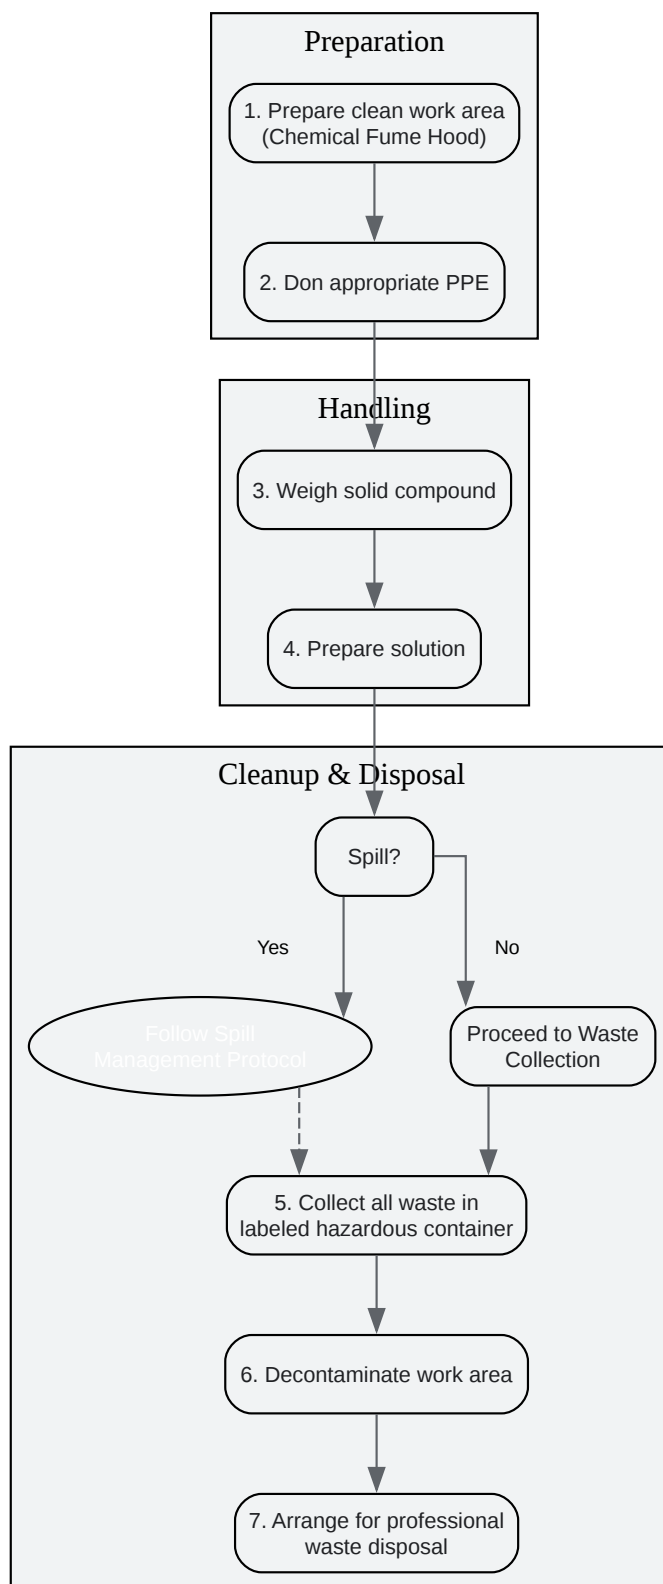 Preparation
1. Prepare clean work area
(Chemical Fume Hood)
2. Don appropriate PPE
Handling
3. Weigh solid compound
4. Prepare solution
Cleanup & Disposal
Spill?
Yes
No
Follow Spill
Management Protocol
Proceed to Waste
Collection
5. Collect all waste in
labeled hazardous container
6. Decontaminate work area
7. Arrange for professional
waste disposal